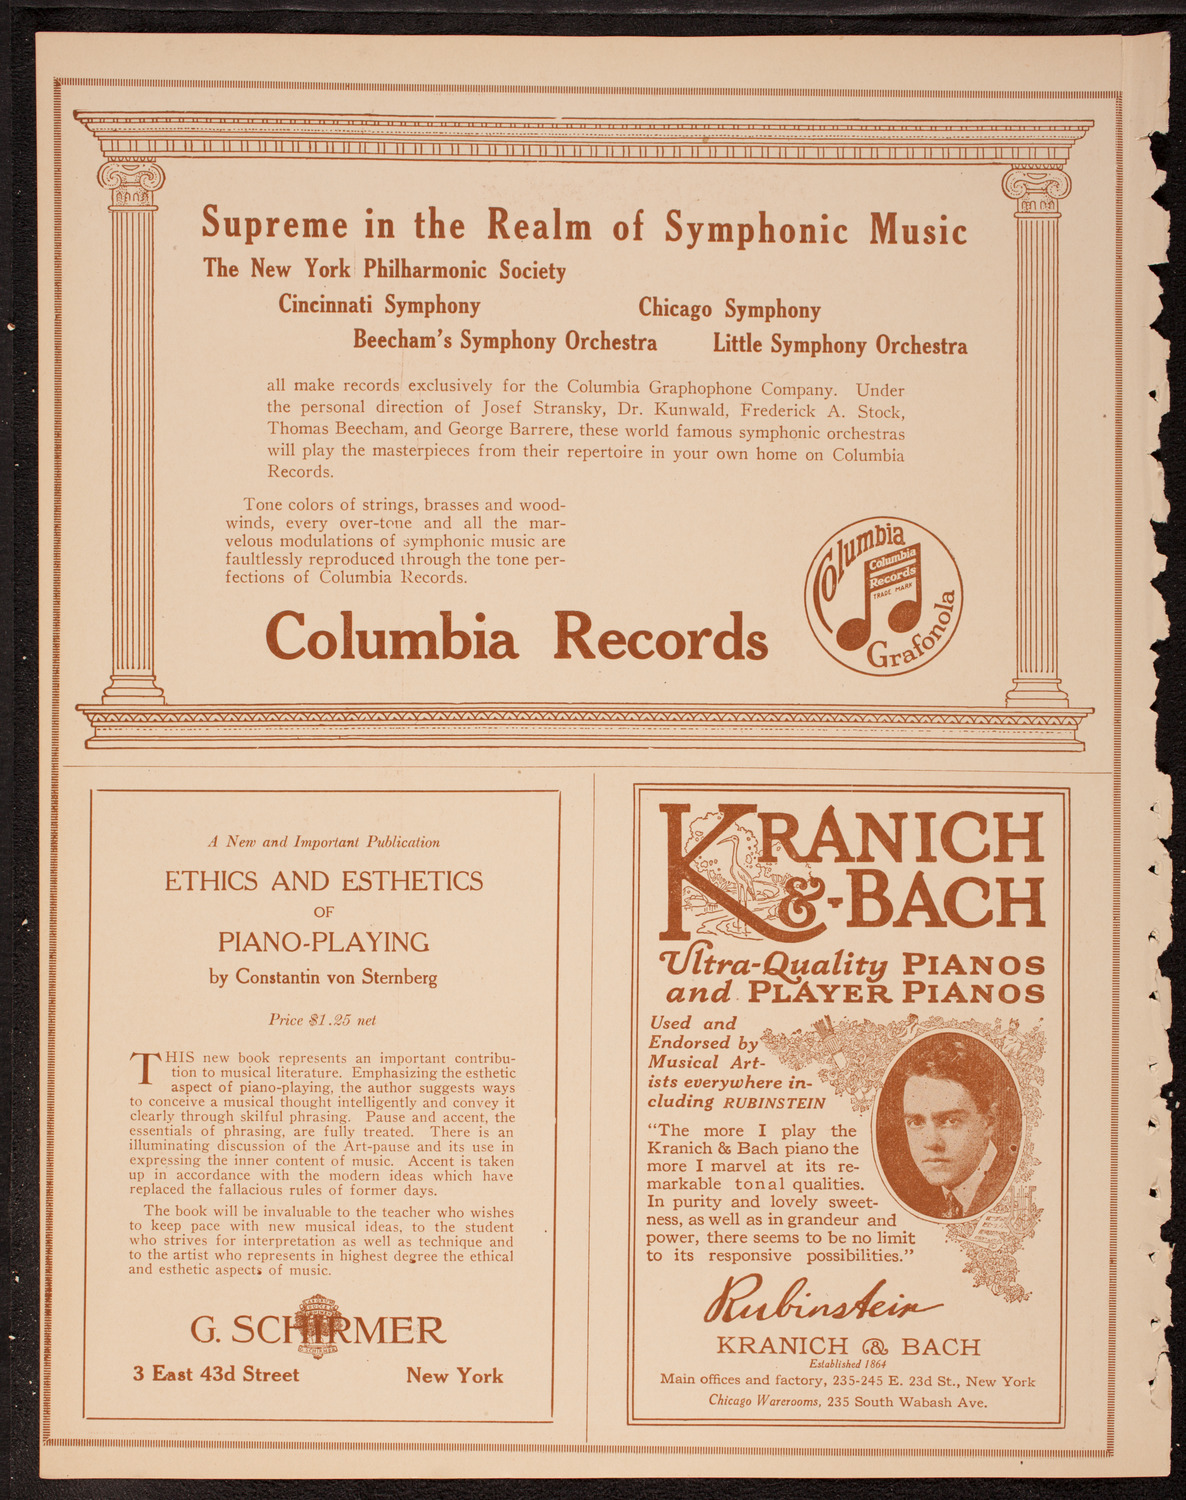 Supreme in the Realm of Symphonic Music
The New York Philharmonic Society
Cincinnati Symphony Chicago Symphony
Beecham's Symphony Orchestra Little Symphony Orchestra
all make records exclusively for the Columbia Graphophone Company. Under
the personal direction of Josef Stransky, Dr. Kunwald, Frederick A. Stock,
Thomas Beecham, and George Barrere, these world famous symphonic orchestras
will play the masterpieces from their repertoire in your own home on Columbia
Records.
Tone colors of strings, brasses and wood-
winds, every over-tone and all the mar-
velous modulations of symphonic music are
faultlessly reproduced through the tone per-
fections of Columbia Records.
Columbia Records
Columbia
Columbia
Records
TRADE MARK
Grafonola
A New and Important Publication
ETHICS AND ESTHETICS
OF
PIANO-PLAYING
by Constantin von Sternberg
Price $1.25 net
THIS new book represents an important contribu-
tion to musical literature. Emphasizing the esthetic
aspect of piano-playing, the author suggests ways
to conceive a musical thought intelligently and convey it
clearly through skilful phrasing. Pause and accent, the
essentials of phrasing, are fully treated. There is an
illuminating discussion of the Art-pause and its use in
expressing the inner content of music. Accent is taken
up in accordance with the modern ideas which have
replaced the fallacious rules of former days.
The book will be invaluable to the teacher who wishes
to keep pace with new musical ideas, to the student
who strives for interpretation as well as technique and
to the artist who represents in highest degree the ethical
and esthetic aspects of music.
G. SCHIRMER
3 East 43d Street New York
KRANICH
&-BACH
Ultra-Quality PIANOS
and PLAYER PIANOS
Used and
Endorsed by
Musical Art-
ists everywhere in-
cluding RUBINSTEIN
"The more I play the
Kranich & Bach piano the
more I marvel at its re-
markable tonal qualities.
In purity and lovely sweet-
ness, as well as in grandeur and
power, there seems to be no limit
to its responsive possibilities."
Rubinstein
KRANICH & BACH
Established 1864
Main offices and factory, 235-245 E. 23d St., New York
Chicago Warerooms, 235 South Wabash Ave.